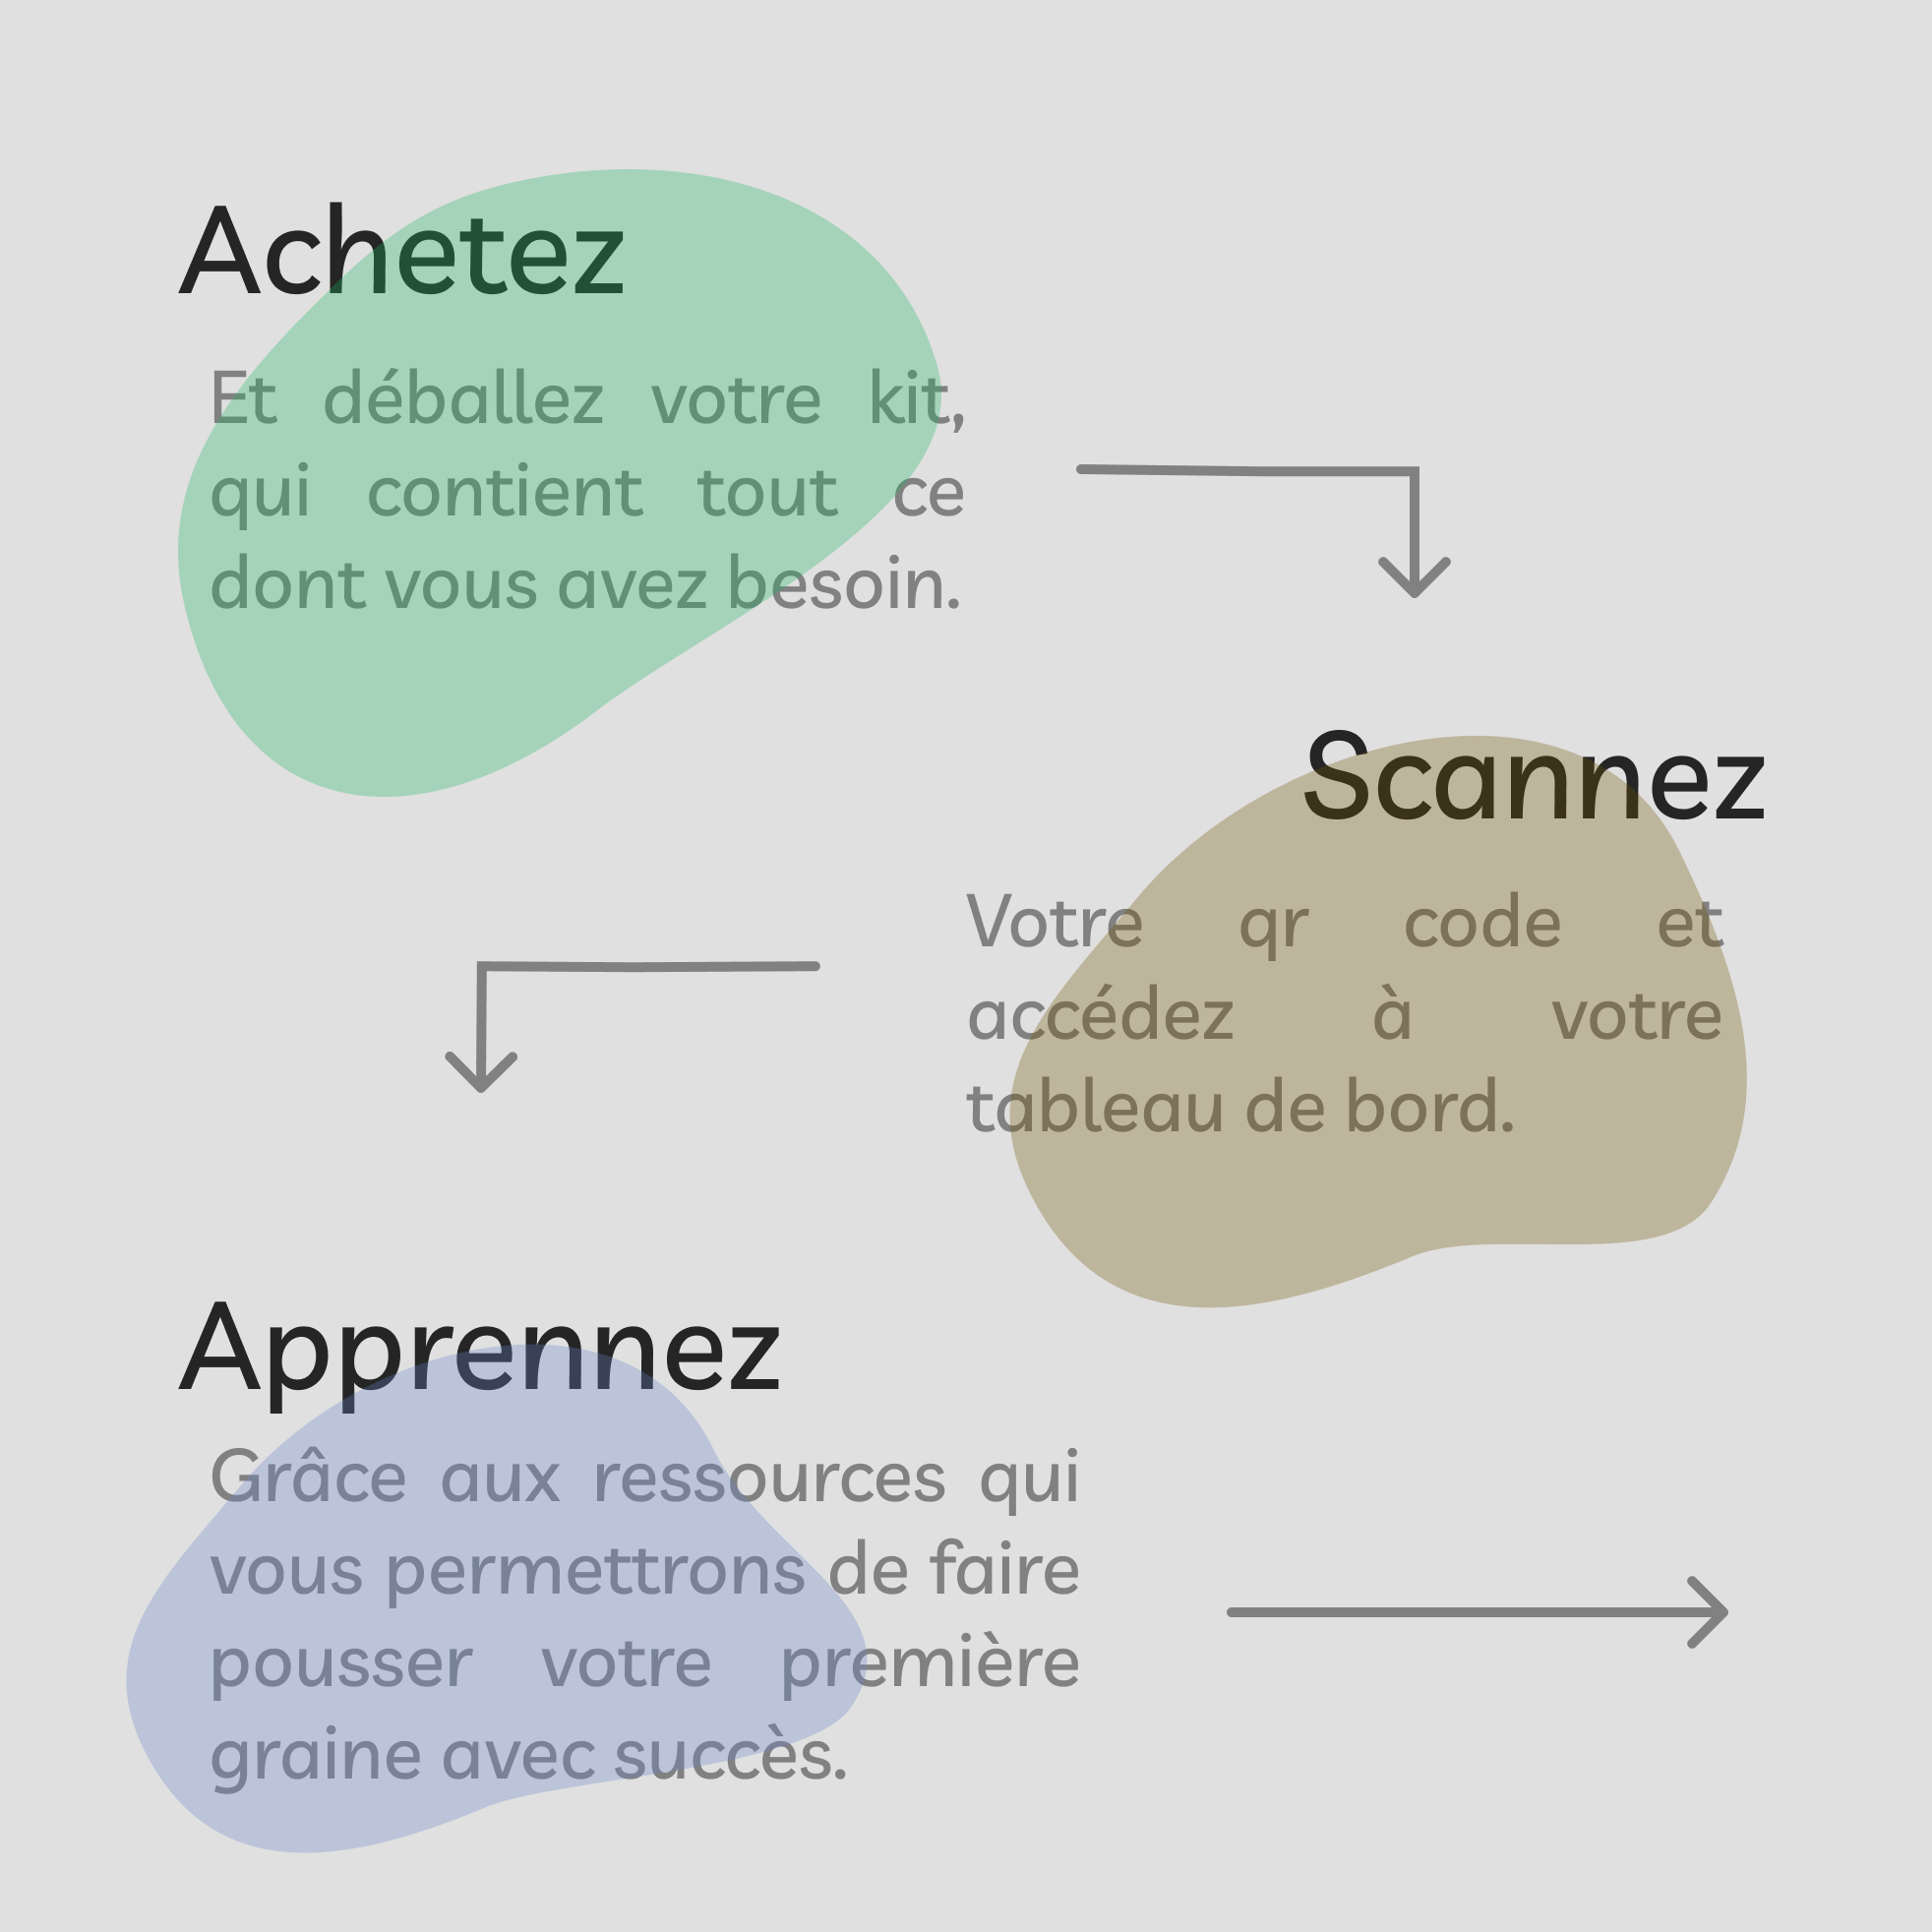 Achetez
Et déballez votre kit,
qui contient tout ce
dont vous avez besoin.
Scannez
Votre qr code et
accédez à votre
tableau de bord.
Apprennez
Grâce aux ressources qui
vous permettrons de faire
pousser votre première
graine avec succès.